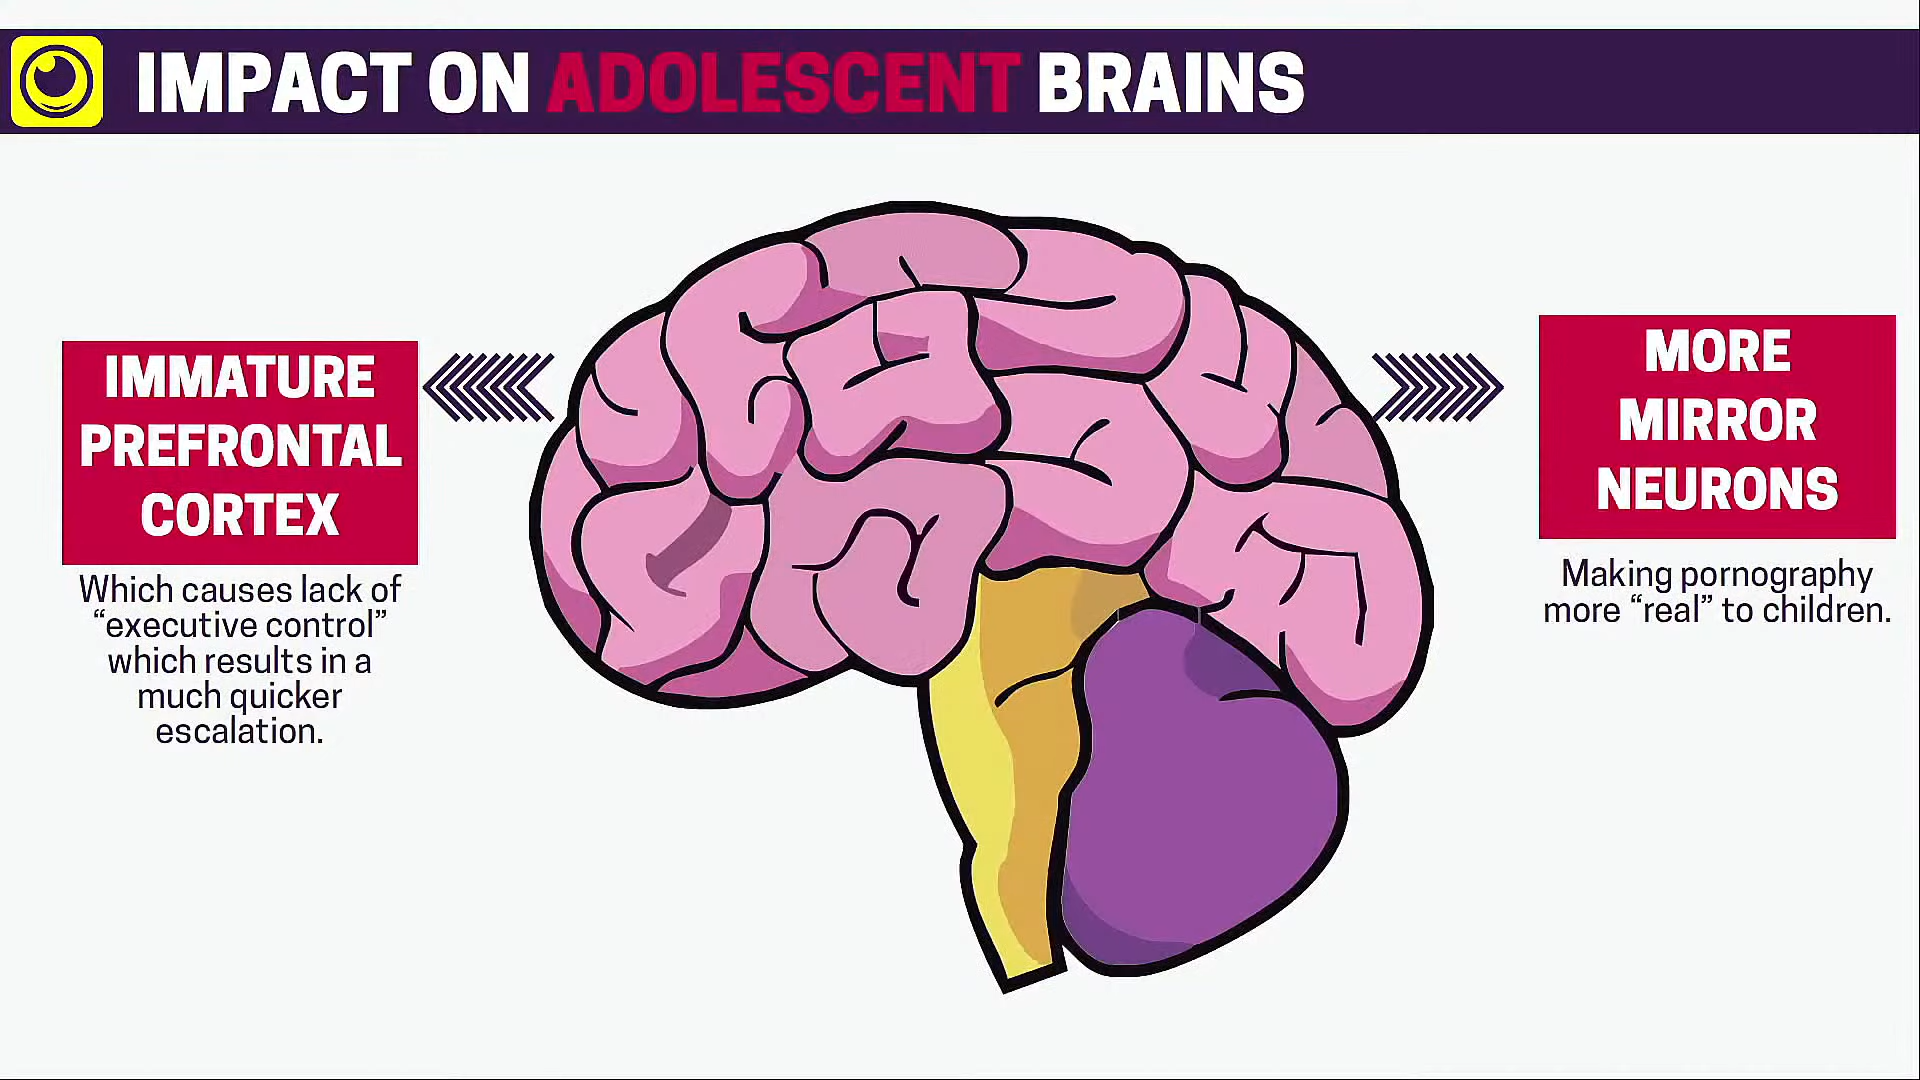 IMPACT ON ADOLESCENT BRAINS
IMMATURE
PREFRONTAL
CORTEX
Which causes lack of
“executive control”
which results in a
much quicker
escalation.
MORE
MIRROR
NEURONS
Making pornography
more “real” to children.